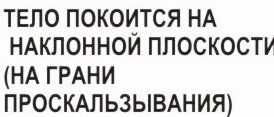 ТЕЛО ПОКОИТСЯ НА
НАКЛОННОЙ ПЛОСКОСТИ
(НА ГРАНИ
ПРОСКАЛЬЗЫВАНИЯ)